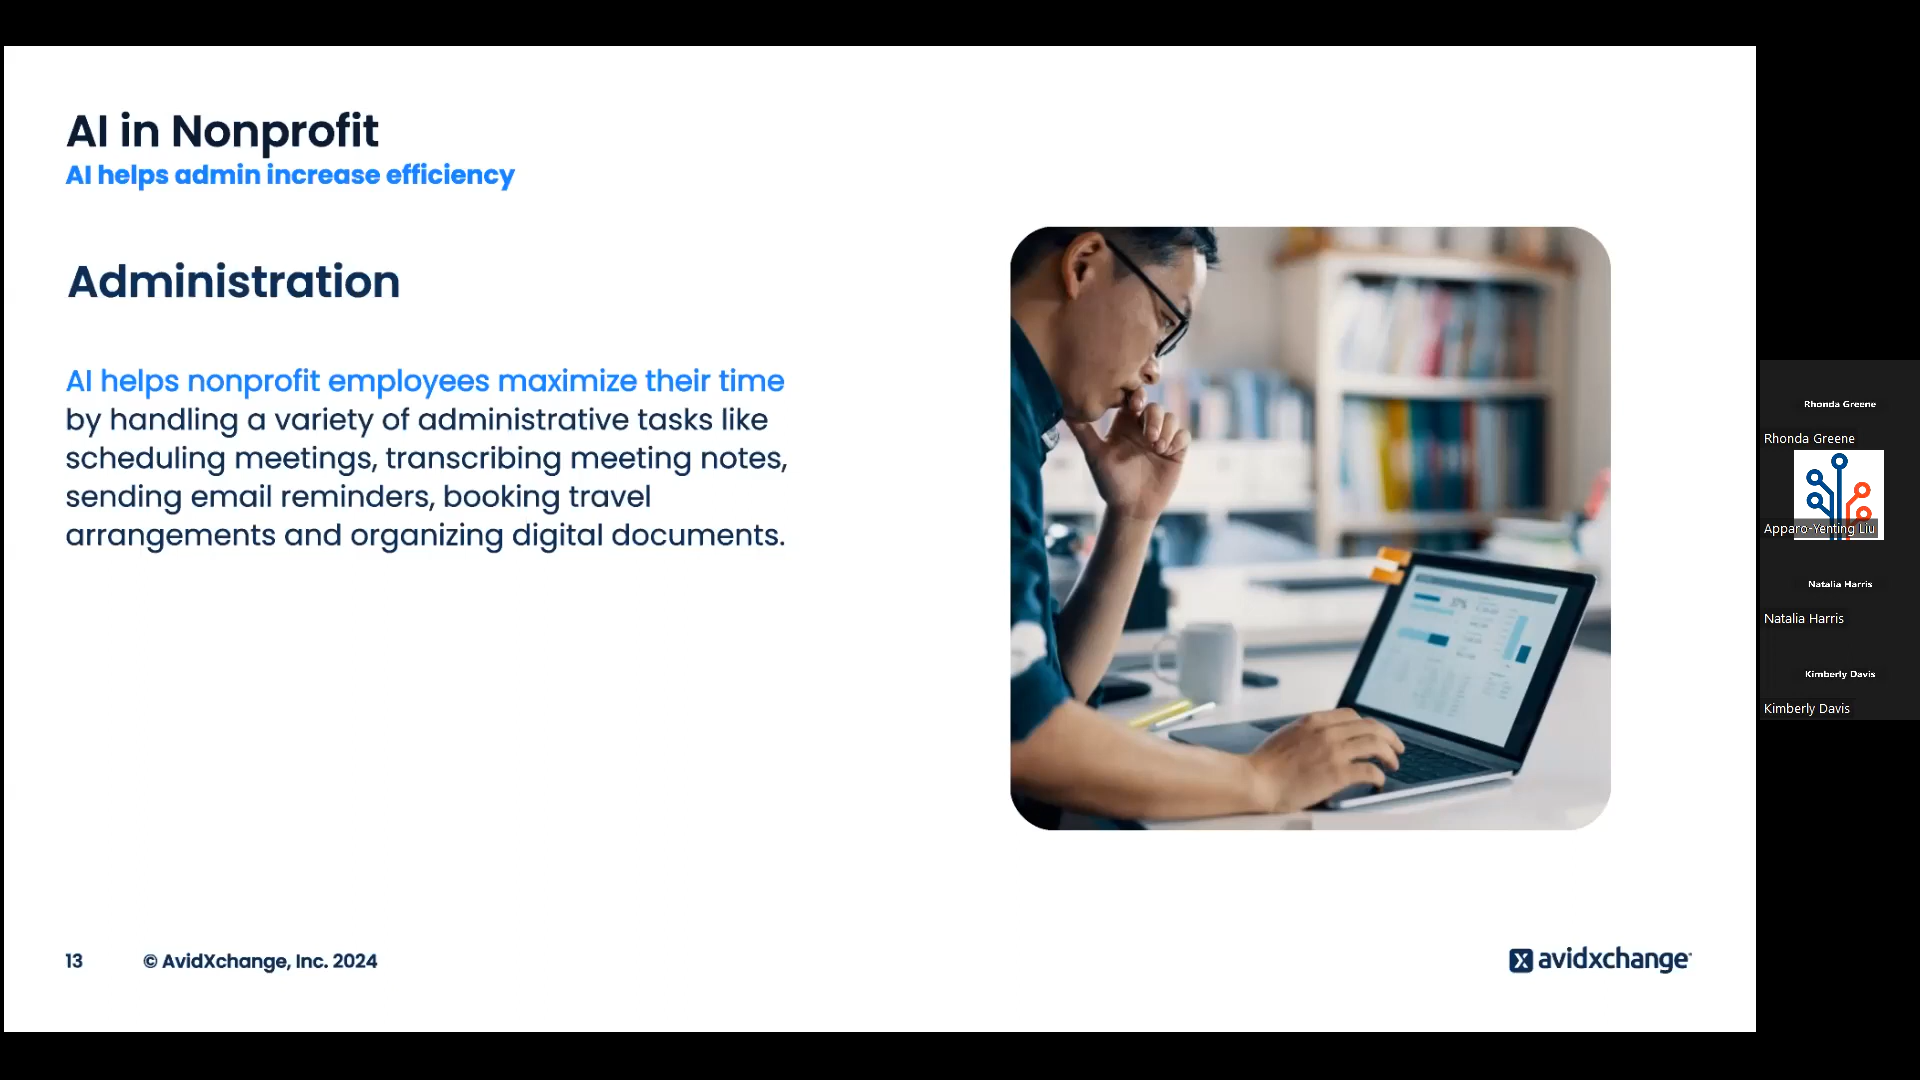 AI in Nonprofit
AI helps admin increase efficiency
Administration
AI helps nonprofit employees maximize their time
by handling a variety of administrative tasks like
scheduling meetings, transcribing meeting notes,
sending email reminders, booking travel
arrangements and organizing digital documents.
13
© AvidXchange, Inc. 2024
avidxchange
Rhonda Greene
Rhonda Greene
Apparo-Yenting Liu
Natalia Harris
Natalia Harris
Kimberly Davis
Kimberly Davis